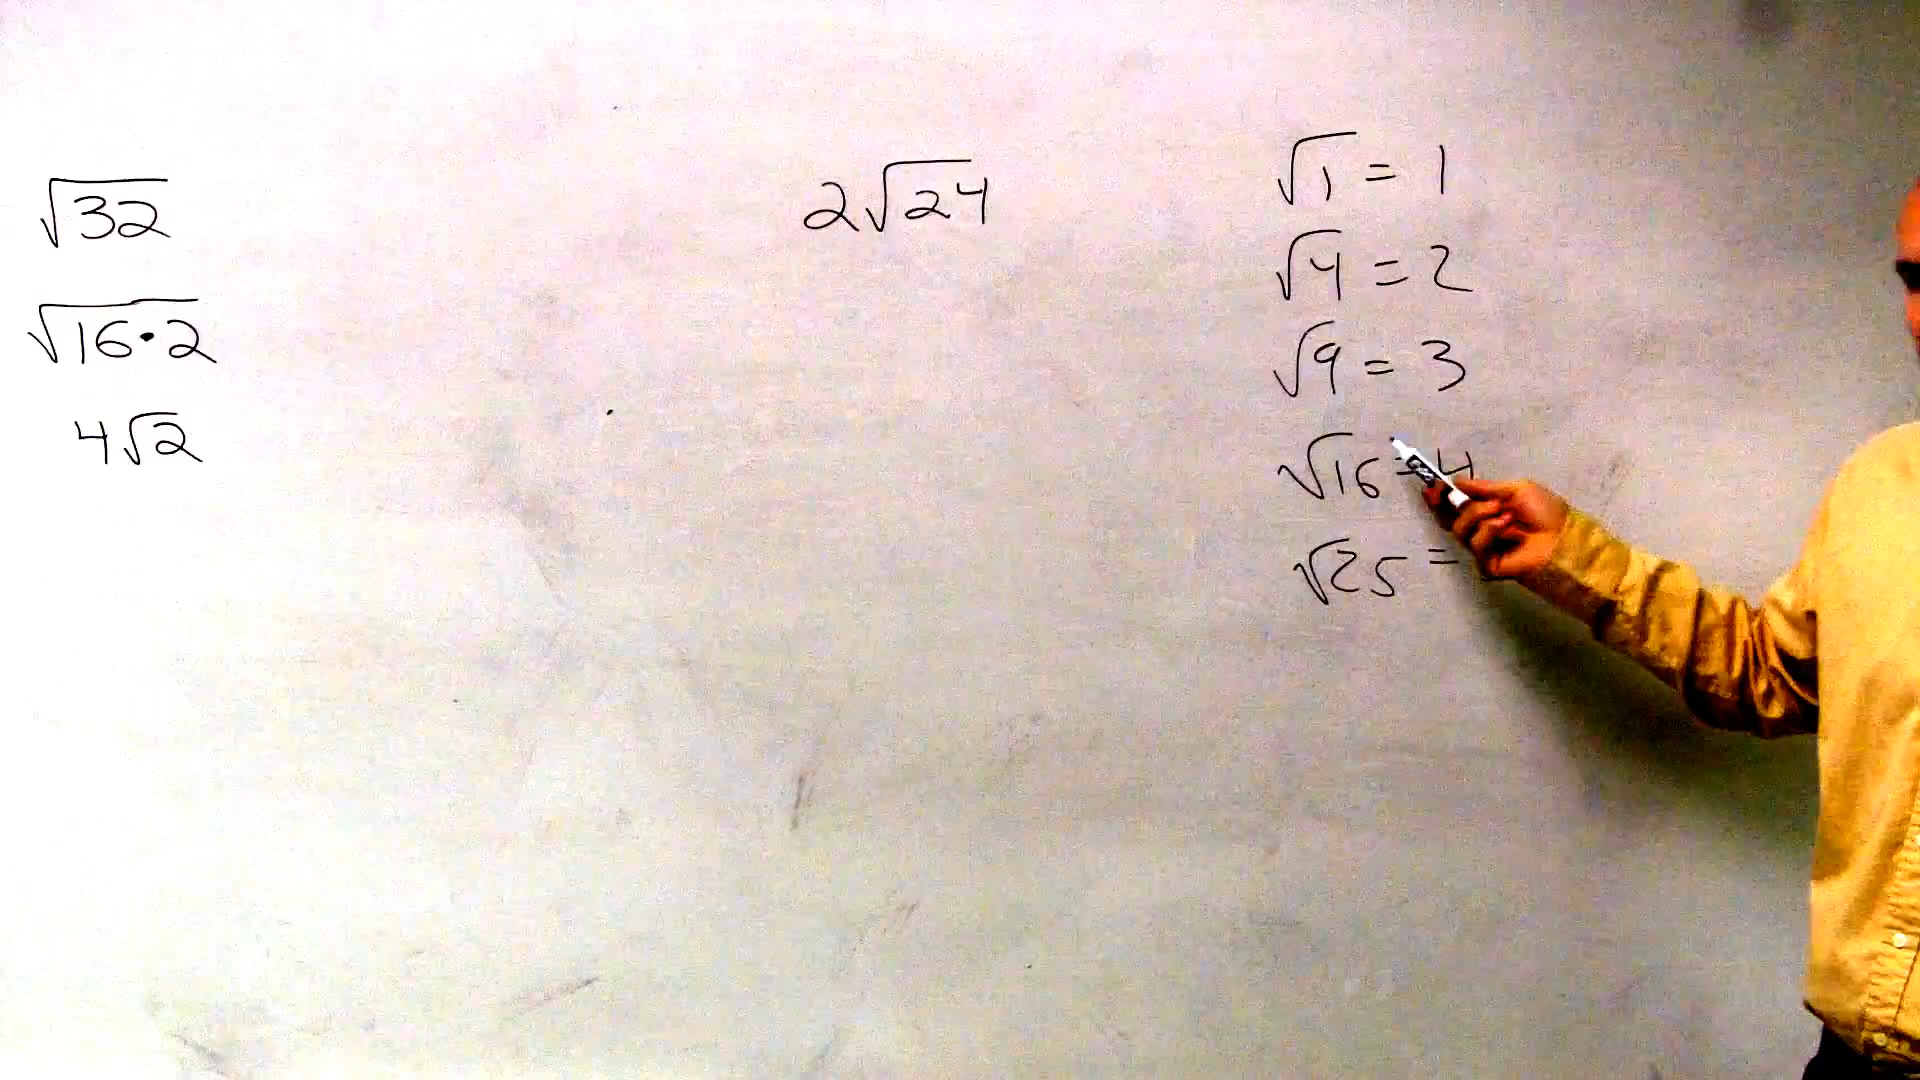 √32
√16·2
4√2
2√24
√1 = 1
√4 = 2
√9 = 3
√16 = 4
√25 =